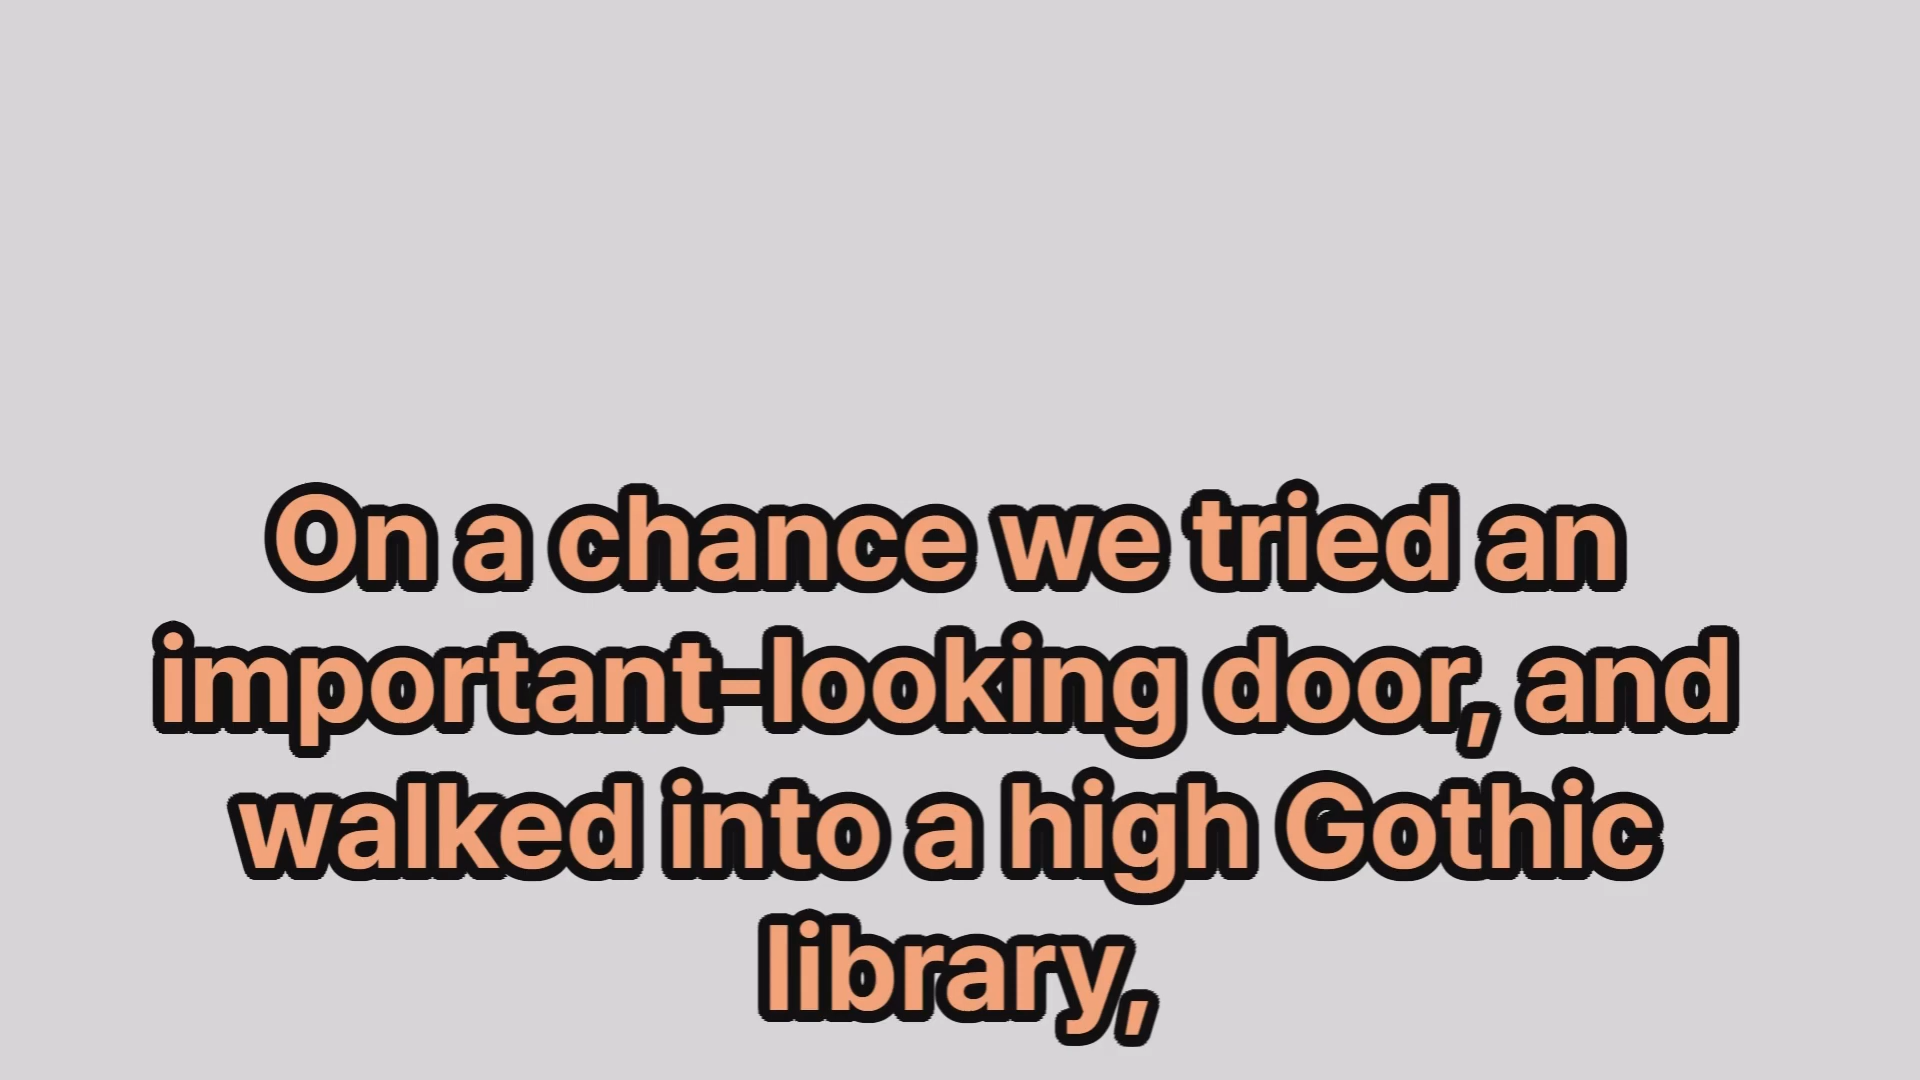 On a chance we tried an
important-looking door, and
walked into a high Gothic
library,